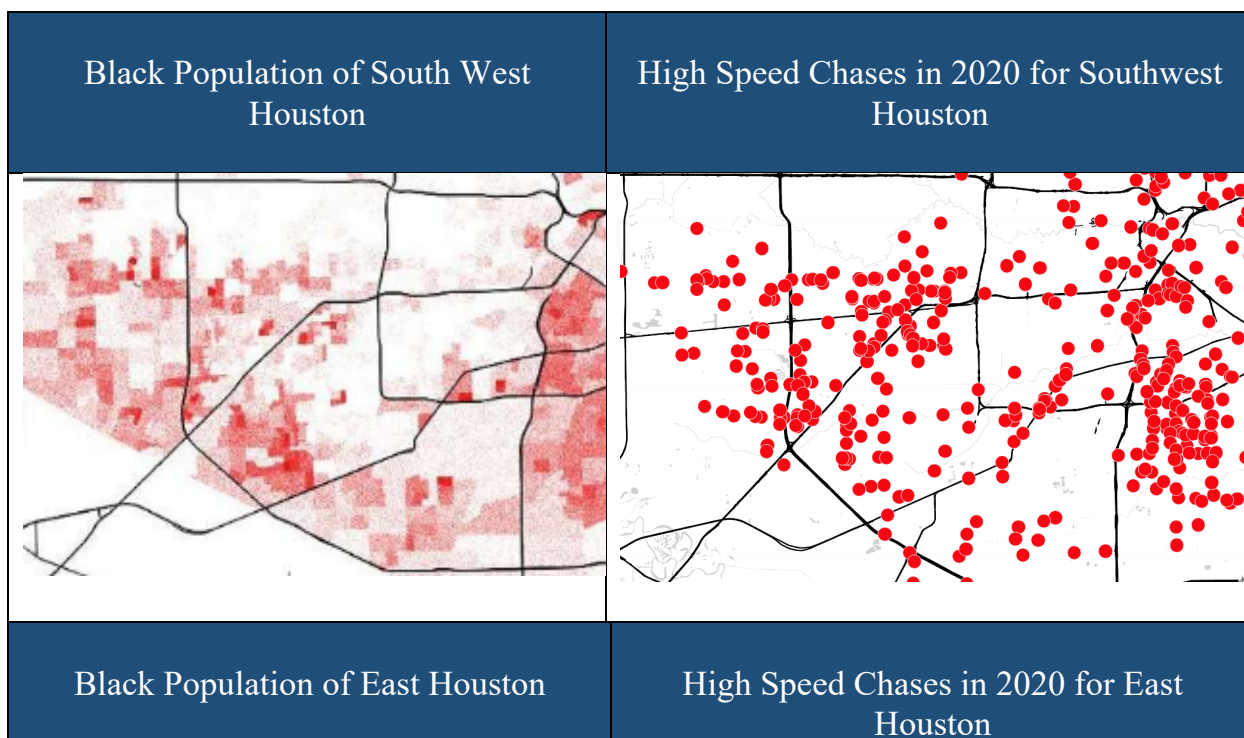 Black Population of South West
Houston
High Speed Chases in 2020 for Southwest
Houston
Black Population of East Houston
High Speed Chases in 2020 for East
Houston